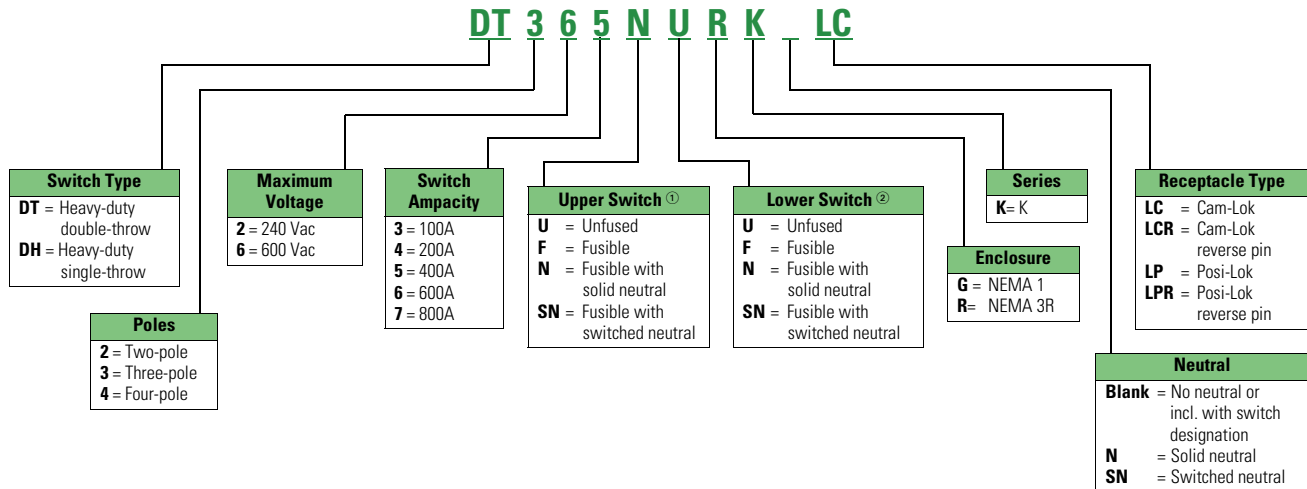 DT 3 6 5 N U R K _ LC
Switch Type
DT = Heavy-duty
double-throw
DH = Heavy-duty
single-throw
Poles
2 = Two-pole
3 = Three-pole
4 = Four-pole
Maximum
Voltage
2 = 240 Vac
6 = 600 Vac
Switch
Ampacity
3 = 100A
4 = 200A
5 = 400A
6 = 600A
7 = 800A
Upper Switch ①
U = Unfused
F = Fusible
N = Fusible with
solid neutral
SN = Fusible with
switched neutral
Lower Switch ②
U = Unfused
F = Fusible
N = Fusible with
solid neutral
SN = Fusible with
switched neutral
Enclosure
G = NEMA 1
R= NEMA 3R
Series
K= K
Neutral
Blank = No neutral or
incl. with switch
designation
N = Solid neutral
SN = Switched neutral
Receptacle Type
LC = Cam-Lok
LCR = Cam-Lok
reverse pin
LP = Posi-Lok
LPR = Posi-Lok
reverse pin